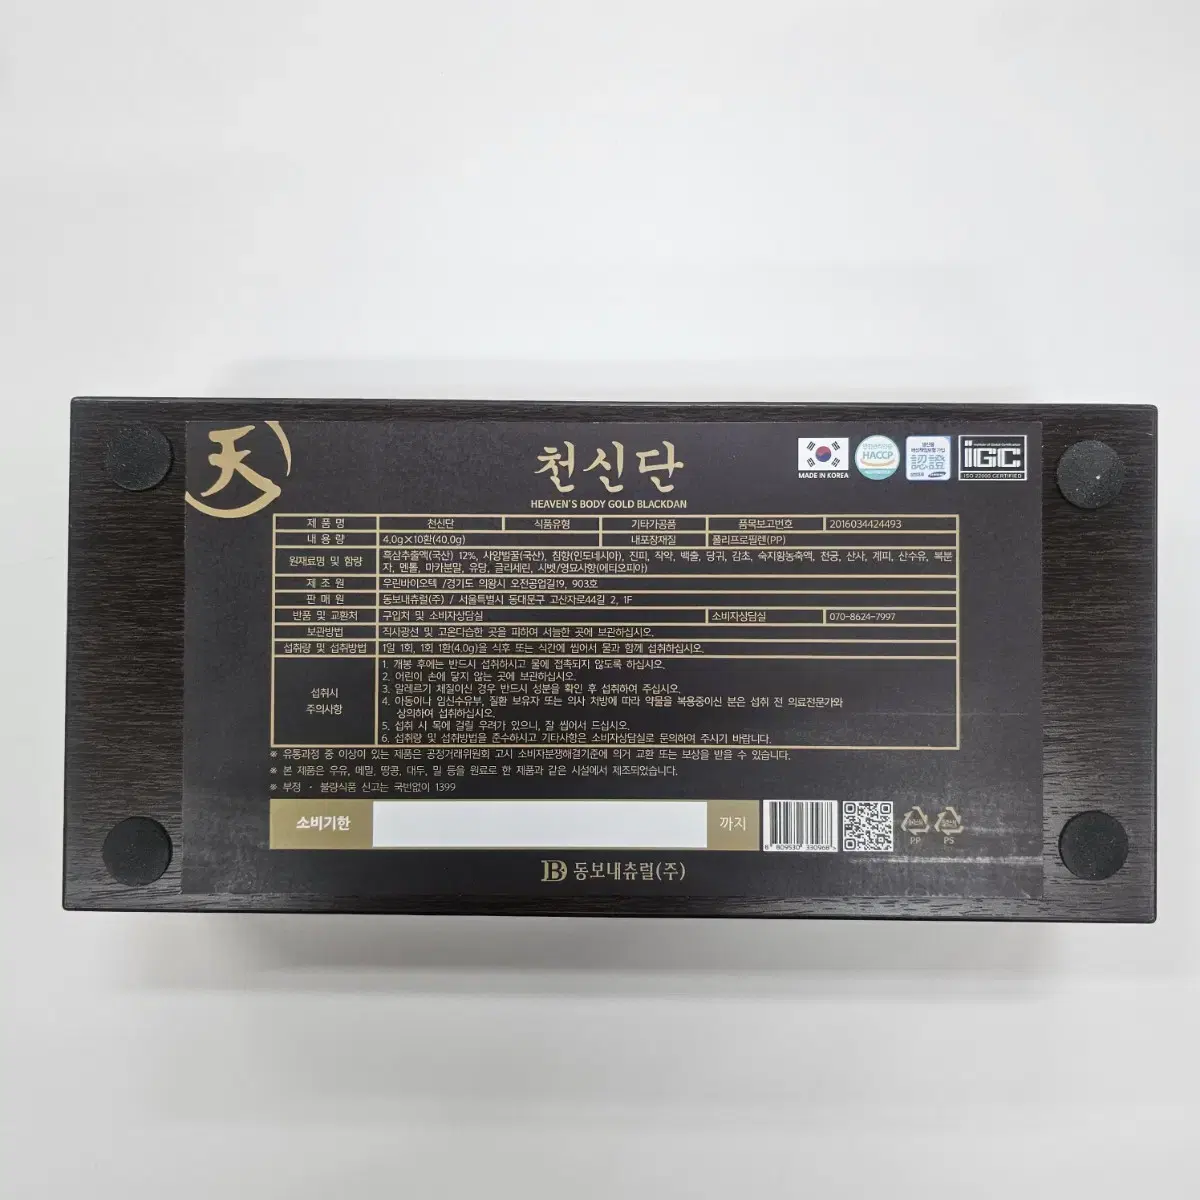 天
천신단
HEAVEN'S BODY GOLD BLACKDAN
MADE IN KOREA
HACCP
認證
IGC
ISO 22000 CERTIFIED
제 품 명 천신단 식품유형 기타가공품 품목보고번호 2016034424493
내 용 량 4.0g×10환(40.0g) 내포장재질 폴리프로필렌(PP)
원재료명 및 함량 흑삼추출액(국산) 12%, 사양벌꿀(국산), 침향(인도네시아), 진피, 작약, 백출, 당귀, 감초, 숙지황농축액, 천궁, 산사, 계피, 산수유, 복분
자, 멘톨, 마카분말, 유당, 글리세린, 시벳/영묘사향(에티오피아)
제 조 원 우린바이오텍 /경기도 의왕시 오전공업길19, 903호
판 매 원 동보내츄럴(주) / 서울특별시 동대문구 고산자로44길 2, 1F
반품 및 교환처 구입처 및 소비자상담실 소비자상담실 070-8624-7997
보관방법 직사광선 및 고온다습한 곳을 피하여 서늘한 곳에 보관하십시오.
섭취량 및 섭취방법 1일 1회, 1회 1환(4.0g)을 식후 또는 식간에 씹어서 물과 함께 섭취하십시오.
섭취시
주의사항
1. 개봉 후에는 반드시 섭취하시고 물에 접촉되지 않도록 하십시오.
2. 어린이 손에 닿지 않는 곳에 보관하십시오.
3. 알레르기 체질이신 경우 반드시 성분을 확인 후 섭취하여 주십시오.
4. 아동이나 임신수유부, 질환 보유자 또는 의사 처방에 따라 약물을 복용중이신 분은 섭취 전 의료전문가와
상의하여 섭취하십시오.
5. 섭취 시 목에 걸릴 우려가 있으니, 잘 씹어서 드십시오.
6. 섭취량 및 섭취방법을 준수하시고 기타사항은 소비자상담실로 문의하여 주시기 바랍니다.
※ 유통과정 중 이상이 있는 제품은 공정거래위원회 고시 소비자분쟁해결기준에 의거 교환 또는 보상을 받을 수 있습니다.
※ 본 제품은 우유, 메밀, 땅콩, 대두, 밀 등을 원료로 한 제품과 같은 시설에서 제조되었습니다.
※ 부정 · 불량식품 신고는 국번없이 1399
소비기한 까지
8 809530 330968
PP
PS
동보내츄럴(주)